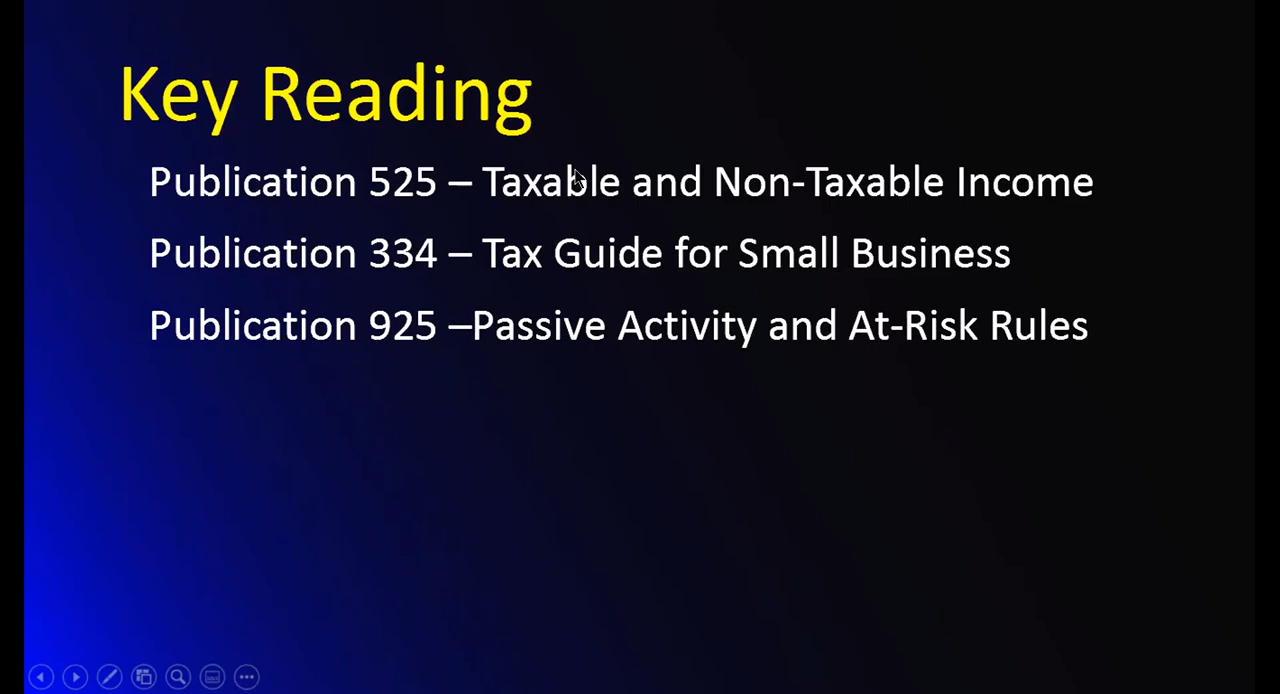 Key Reading
Publication 525 – Taxable and Non-Taxable Income
Publication 334 – Tax Guide for Small Business
Publication 925 –Passive Activity and At-Risk Rules